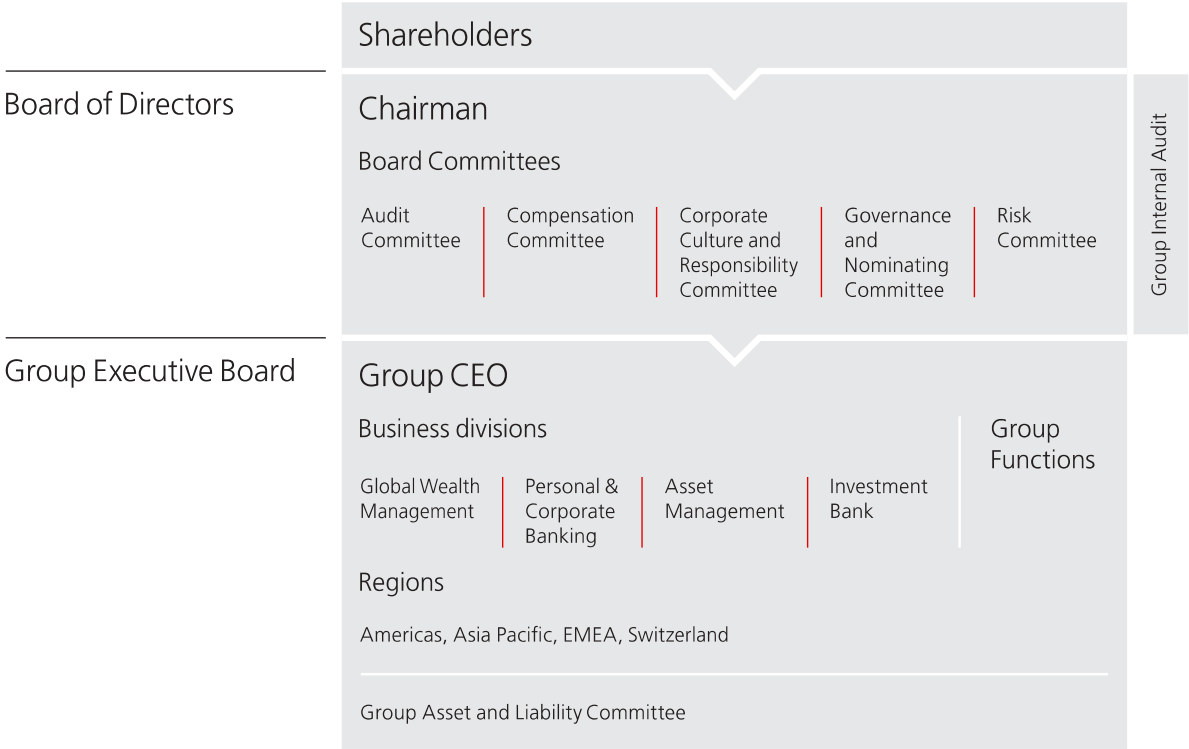 Shareholders
Board of Directors
Chairman
Board Committees
Audit
Committee
Compensation
Committee
Corporate
Culture and
Responsibility
Committee
Governance
and
Nominating
Committee
Risk
Committee
Group Internal Audit
Group Executive Board
Group CEO
Business divisions
Global Wealth
Management
Personal &
Corporate
Banking
Asset
Management
Investment
Bank
Group
Functions
Regions
Americas, Asia Pacific, EMEA, Switzerland
Group Asset and Liability Committee